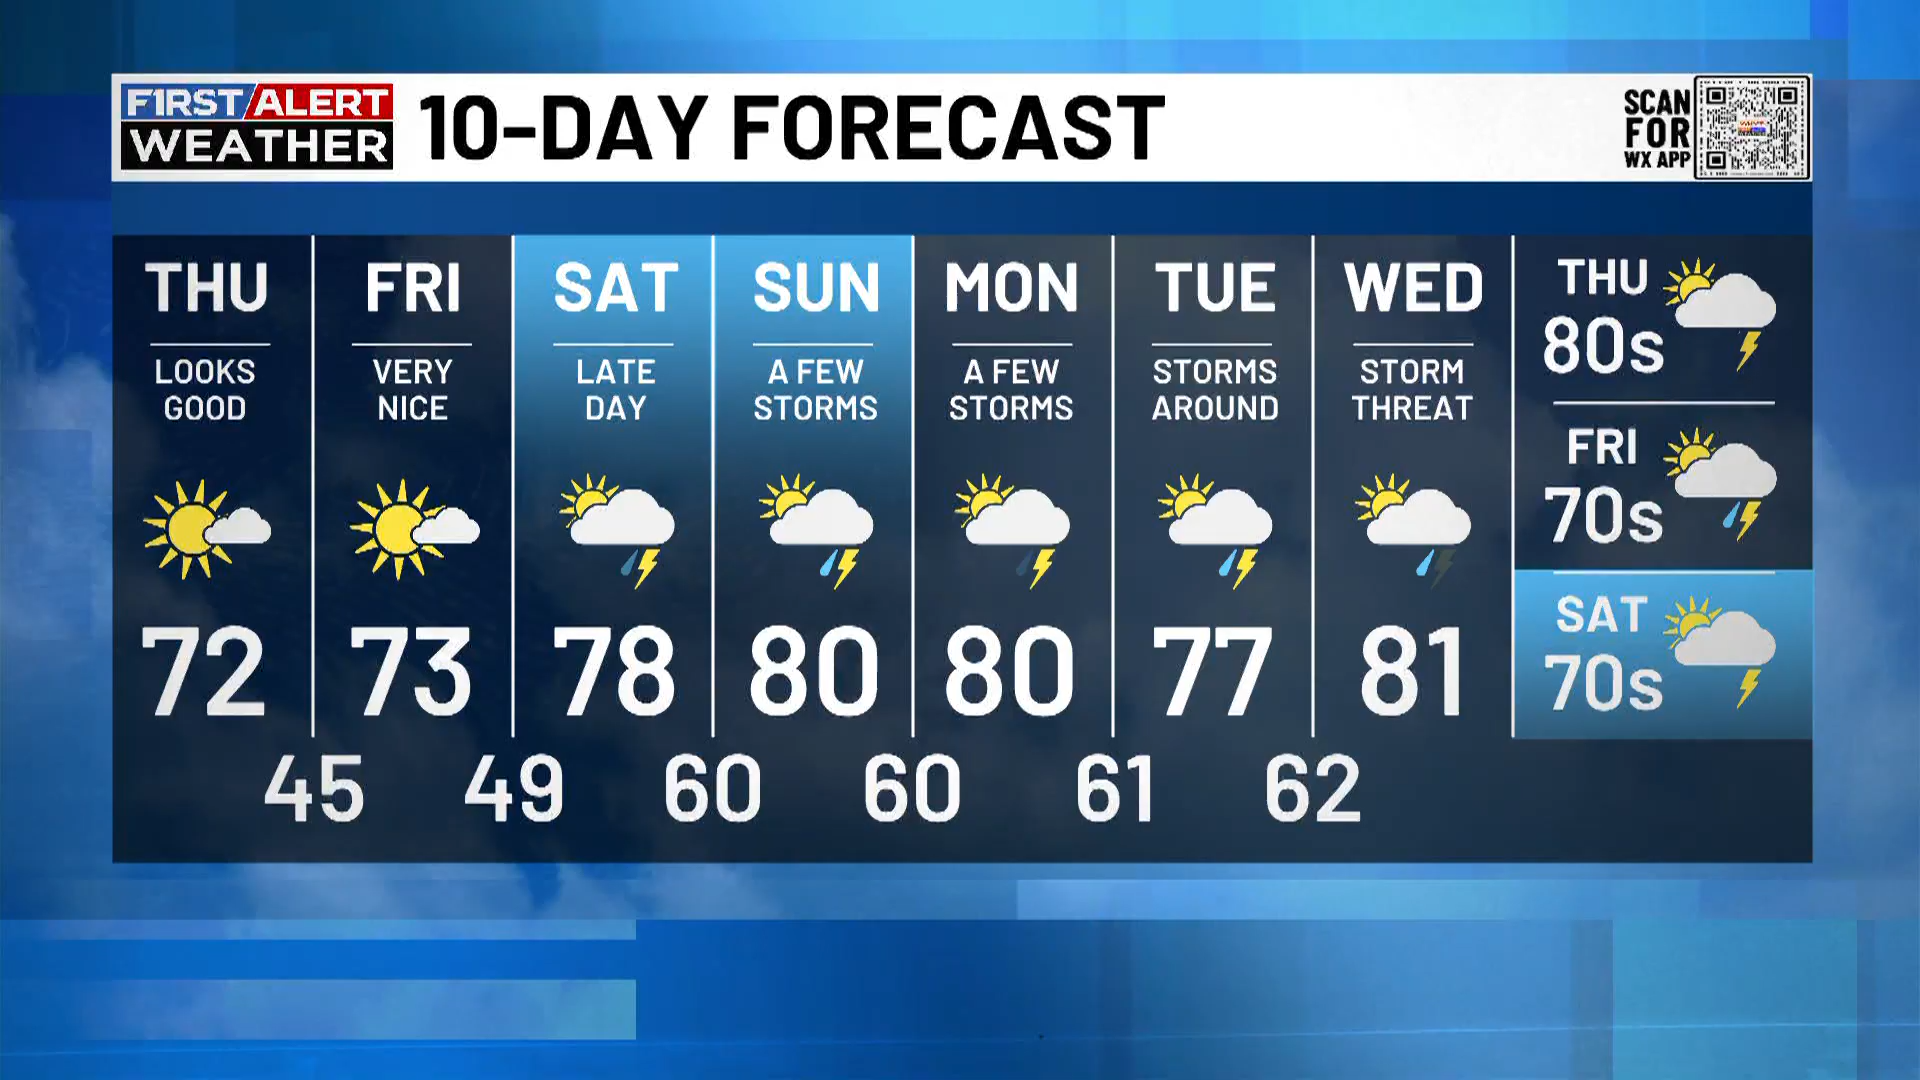 FIRST/ALERT
WEATHER
10-DAY FORECAST
SCAN
FOR
WX APP
THU
LOOKS
GOOD
72
FRI
VERY
NICE
73
SAT
LATE
DAY
78
SUN
A FEW
STORMS
80
MON
A FEW
STORMS
80
TUE
STORMS
AROUND
77
WED
STORM
THREAT
81
45
49
60
60
61
62
THU
80s
FRI
70s
SAT
70s